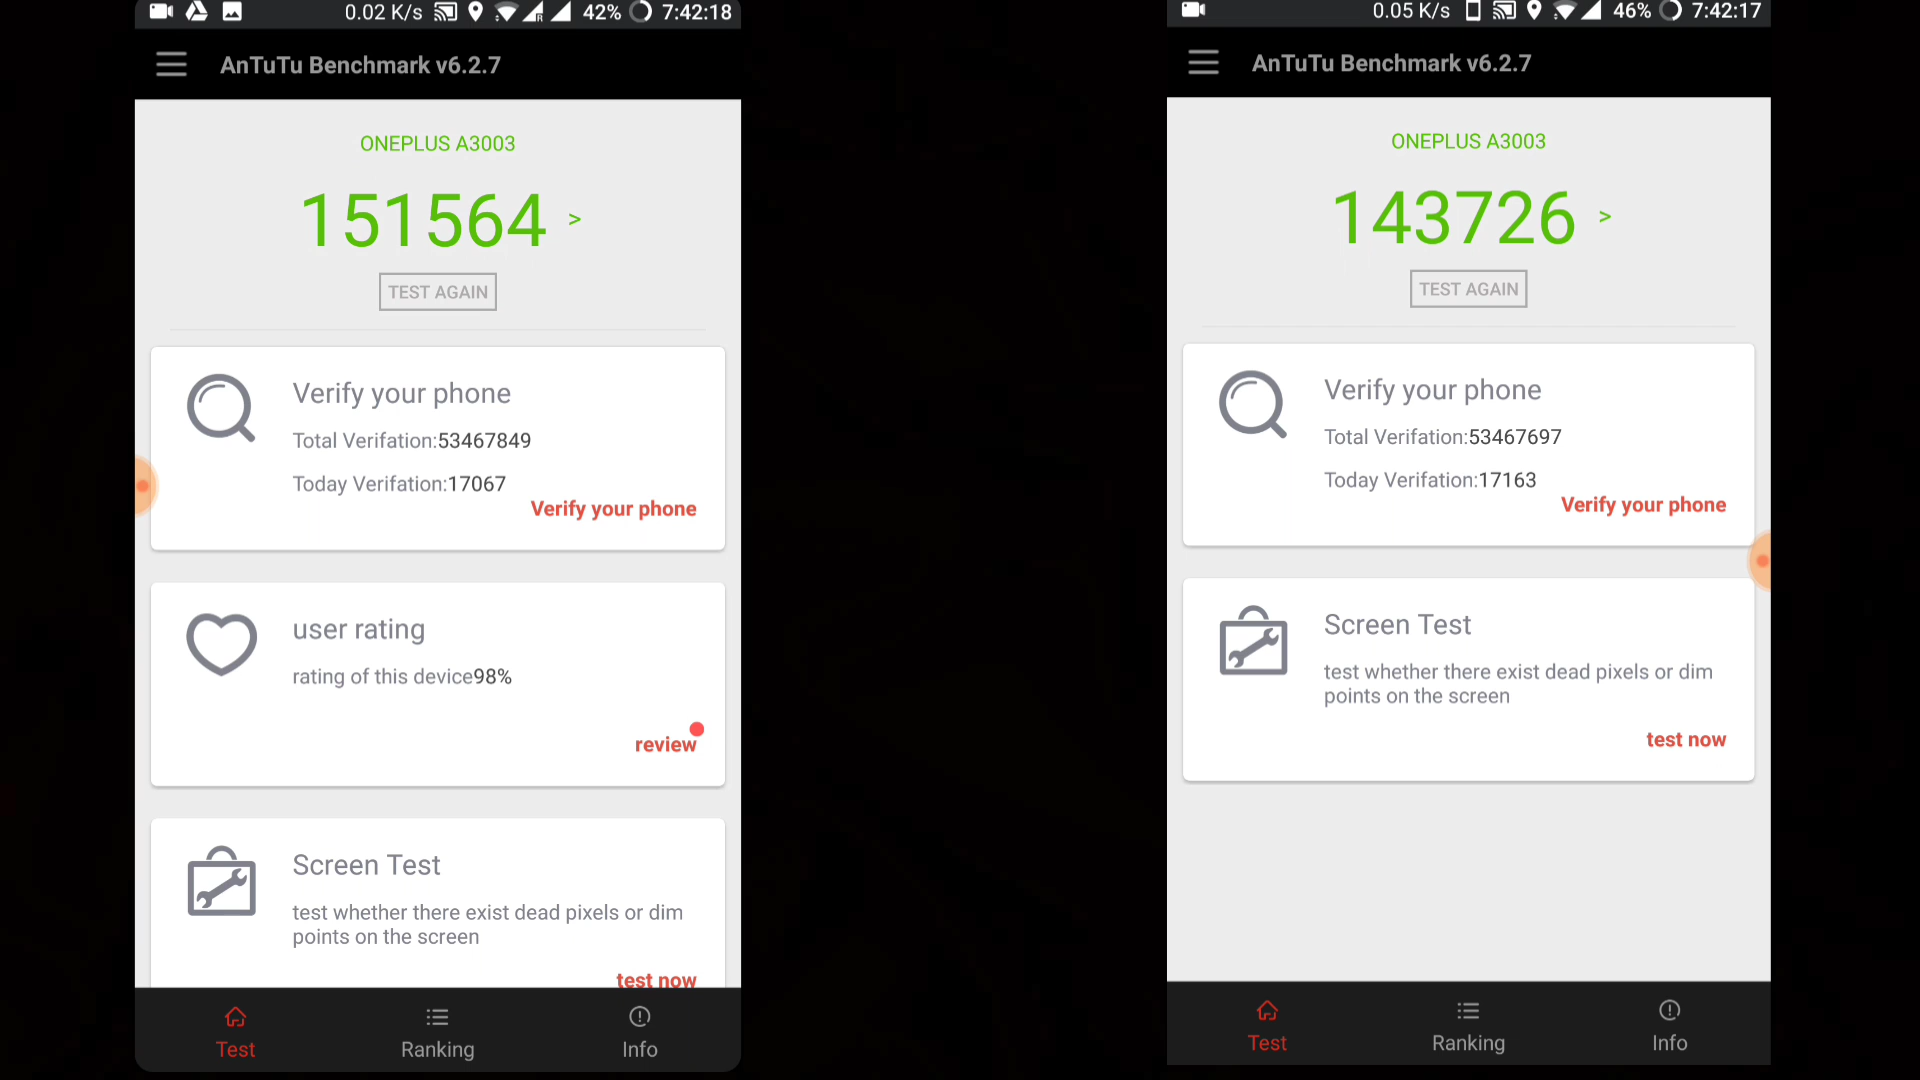 0.02 K/s 42% 7:42:18
AnTuTu Benchmark v6.2.7
ONEPLUS A3003
151564 >
TEST AGAIN
Verify your phone
Total Verifation:53467849
Today Verifation:17067
Verify your phone
user rating
rating of this device98%
review
Screen Test
test whether there exist dead pixels or dim
points on the screen
test now
Test Ranking Info
0.05 K/s 46% 7:42:17
AnTuTu Benchmark v6.2.7
ONEPLUS A3003
143726 >
TEST AGAIN
Verify your phone
Total Verifation:53467697
Today Verifation:17163
Verify your phone
Screen Test
test whether there exist dead pixels or dim
points on the screen
test now
Test Ranking Info